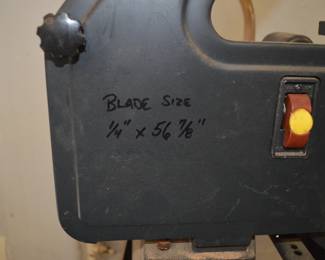 BLADE SIZE
1/4" x 56 7/8"